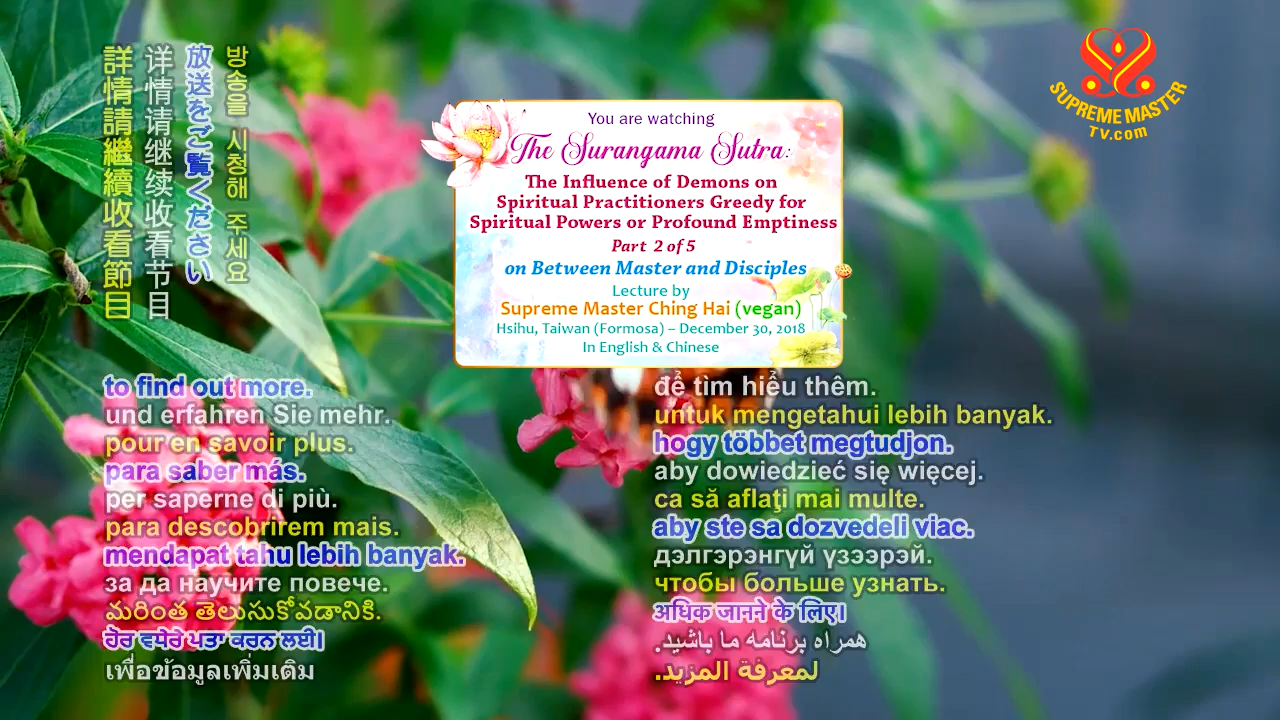 詳情請繼續收看節目
详情请继续收看节目
放送をご覧ください
방송을 시청해 주세요
You are watching
The Surangama Sutra:
The Influence of Demons on
Spiritual Practitioners Greedy for
Spiritual Powers or Profound Emptiness
Part 2 of 5
on Between Master and Disciples
Lecture by
Supreme Master Ching Hai (vegan)
Hsihu, Taiwan (Formosa) – December 30, 2018
In English & Chinese
SUPREME MASTER
TV.com
to find out more.
und erfahren Sie mehr.
pour en savoir plus.
para saber más.
per saperne di più.
para descobrirem mais.
mendapat tahu lebih banyak.
за да научите повече.
మరింత తెలుసుకోవడానికి.
ਹੋਰ ਵਧੇਰੇ ਪਤਾ ਕਰਨ ਲਈ।
เพื่อข้อมูลเพิ่มเติม
để tìm hiểu thêm.
untuk mengetahui lebih banyak.
hogy többet megtudjon.
aby dowiedzieć się więcej.
ca să aflaţi mai multe.
aby ste sa dozvedeli viac.
дэлгэрэнгүй үзээрэй.
чтобы больше узнать.
अधिक जानने के लिए।
همراه برنامه ما باشید.
لمعرفة المزيد.